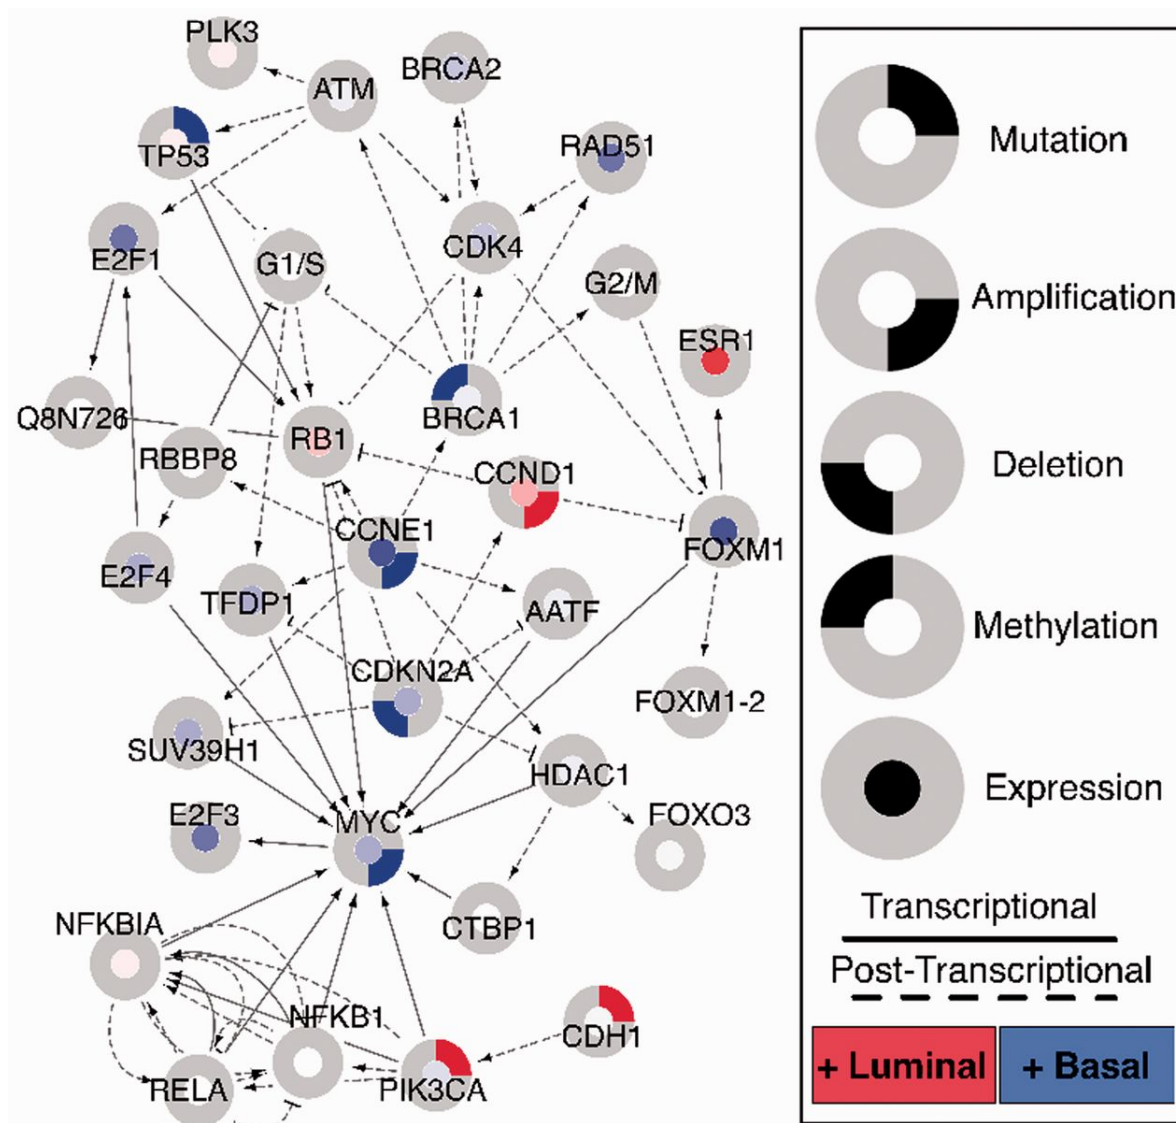 PLK3
ATM
BRCA2
TP53
RAD51
E2F1
G1/S
CDK4
G2/M
ESR1
Q8N726
RB1
BRCA1
RBBP8
CCND1
CCNE1
FOXM1
E2F4
TFDP1
AATF
CDKN2A
FOXM1-2
SUV39H1
HDAC1
E2F3
MYC
FOXO3
NFKBIA
CTBP1
NFKB1
CDH1
RELA
PIK3CA
Mutation
Amplification
Deletion
Methylation
Expression
Transcriptional
Post-Transcriptional
+ Luminal
+ Basal